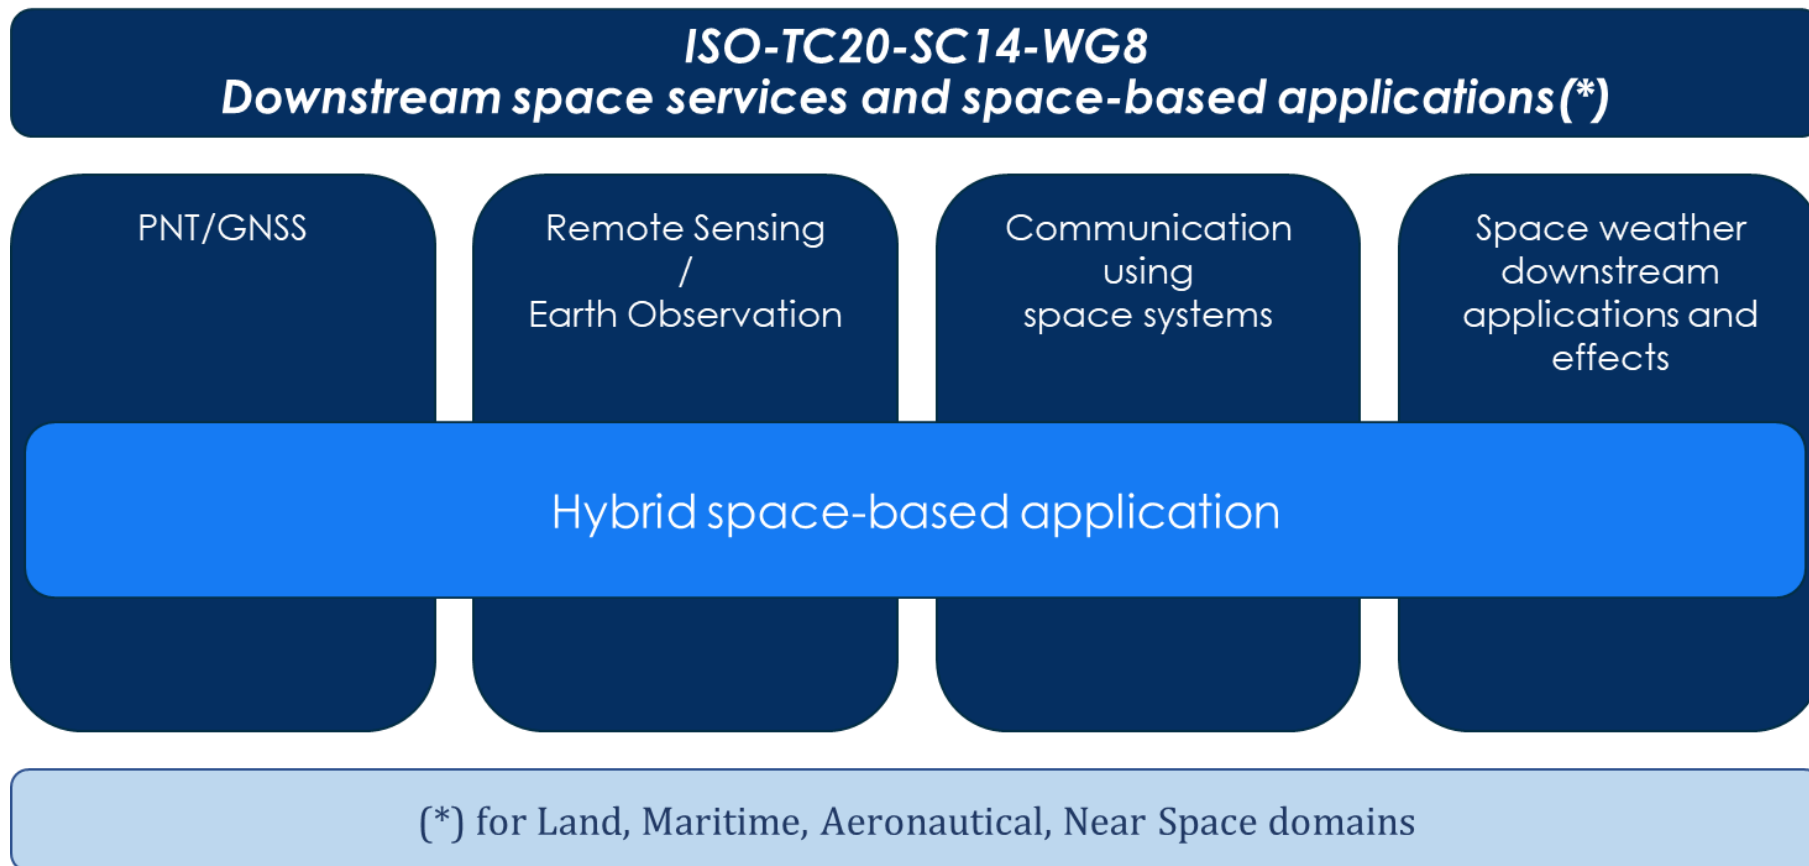 ISO-TC20-SC14-WG8
Downstream space services and space-based applications(*)
PNT/GNSS
Remote Sensing
/
Earth Observation
Communication
using
space systems
Space weather
downstream
applications and
effects
Hybrid space-based application
(*) for Land, Maritime, Aeronautical, Near Space domains